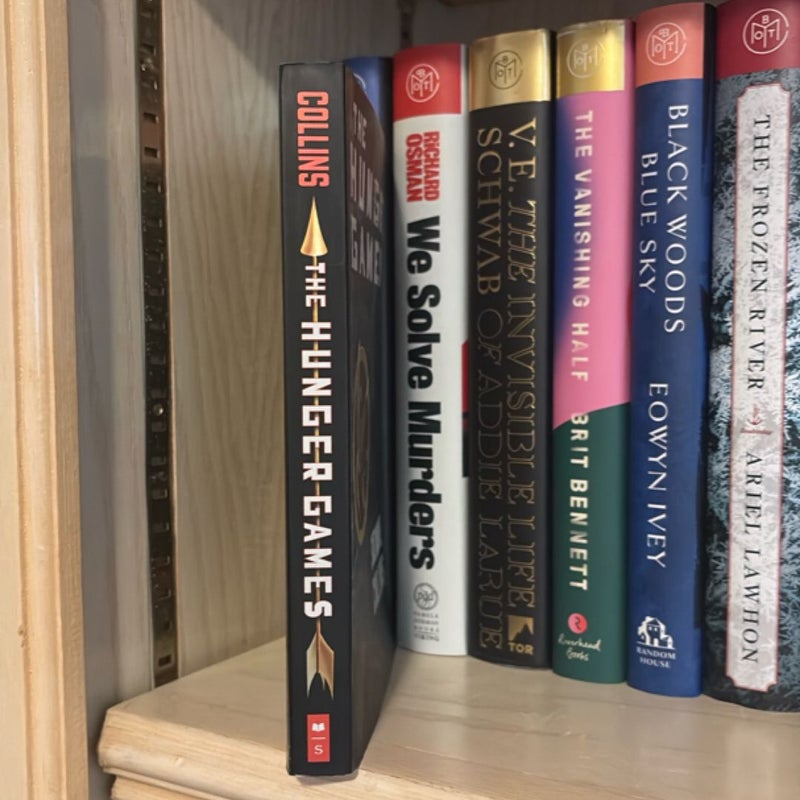 COLLINS
THE HUNGER GAMES
S
THE
HUNGER
GAMES
RICHARD
OSMAN
We Solve Murders
VIKING
V. E. THE INVISIBLE LIFE
SCHWAB OF ADDIE LARUE
TOR
THE VANISHING HALF
BRIT BENNETT
Riverhead
Books
BLACK WOODS
BLUE SKY
EOWYN IVEY
RANDOM
HOUSE
THE FROZEN RIVER
ARIEL LAWHON